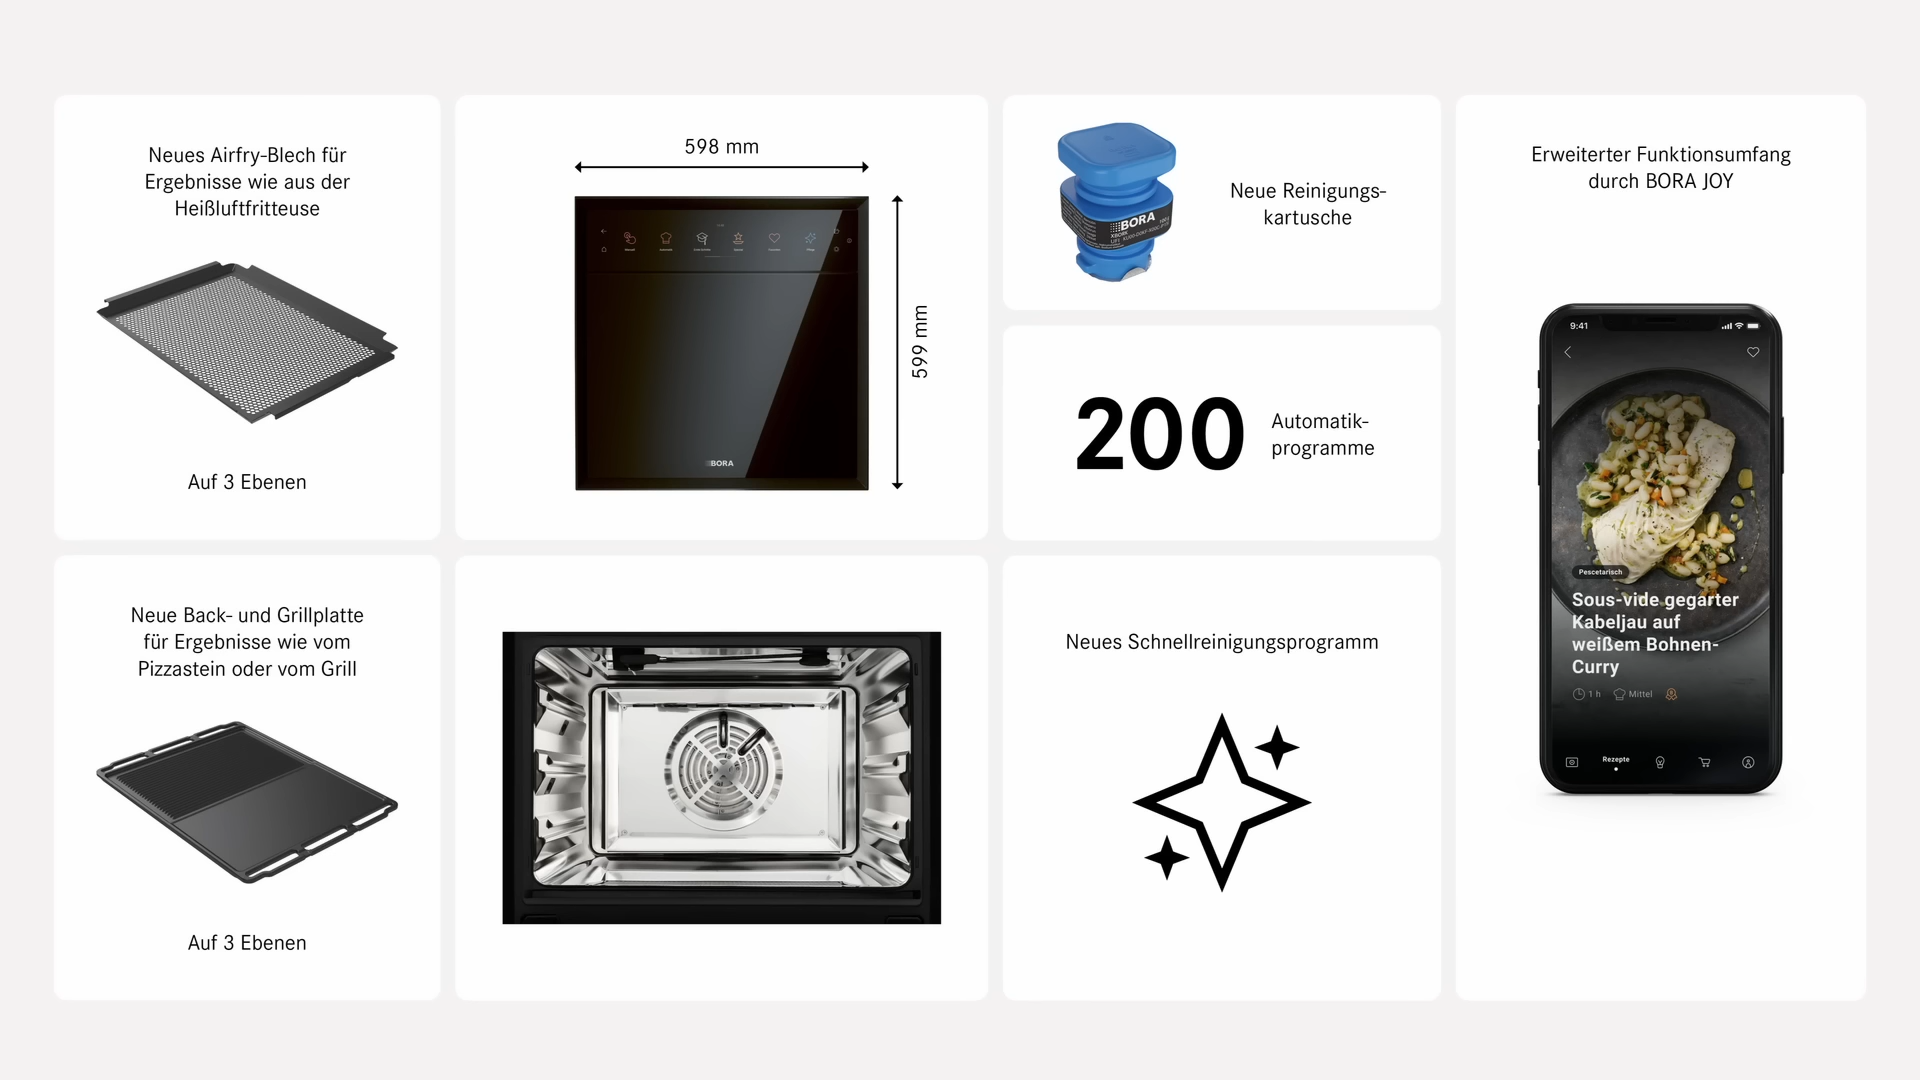 Neues Airfry-Blech für
Ergebnisse wie aus der
Heißluftfritteuse
Auf 3 Ebenen
598 mm
599 mm
BORA
BORA
Neue Reinigungs-
kartusche
200
Automatik-
programme
Erweiterter Funktionsumfang
durch BORA JOY
9:41
Pescetarisch
Sous-vide gegarter
Kabeljau auf
weißem Bohnen-
Curry
1 h
Mittel
Rezepte
Neue Back- und Grillplatte
für Ergebnisse wie vom
Pizzastein oder vom Grill
Auf 3 Ebenen
Neues Schnellreinigungsprogramm